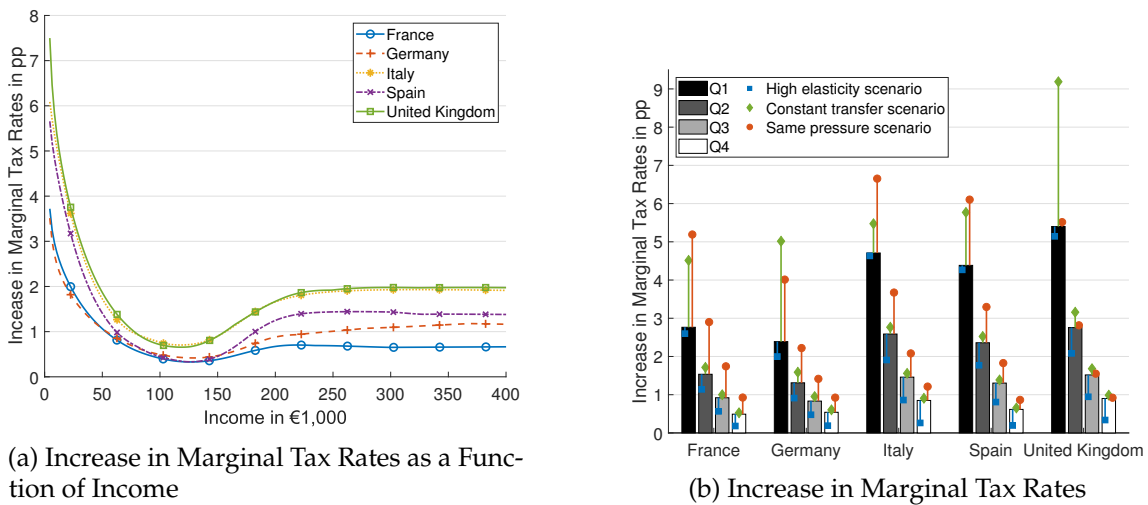 8
7
6
5
4
3
2
1
0
Increase in Marginal Tax Rates in pp
France
Germany
Italy
Spain
United Kingdom
0 50 100 150 200 250 300 350 400
Income in €1,000
(a) Increase in Marginal Tax Rates as a Func-
tion of Income
9
8
7
6
5
4
3
2
1
0
Increase in Marginal Tax Rates in pp
Q1 High elasticity scenario
Q2 Constant transfer scenario
Q3 Same pressure scenario
Q4
France Germany Italy Spain United Kingdom
(b) Increase in Marginal Tax Rates